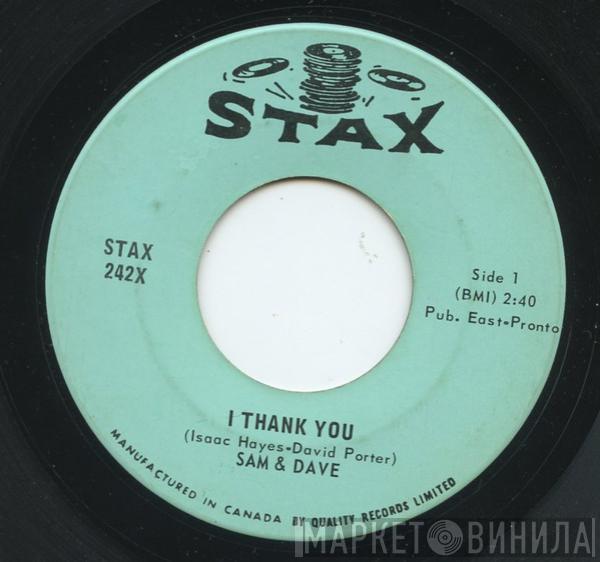 STAX
STAX
242X
Side 1
(BMI) 2:40
Pub. East-Pronto
I THANK YOU
(Isaac Hayes-David Porter)
SAM & DAVE
MANUFACTURED IN CANADA BY QUALITY RECORDS LIMITED
МАРКЕТ ВИНИЛА